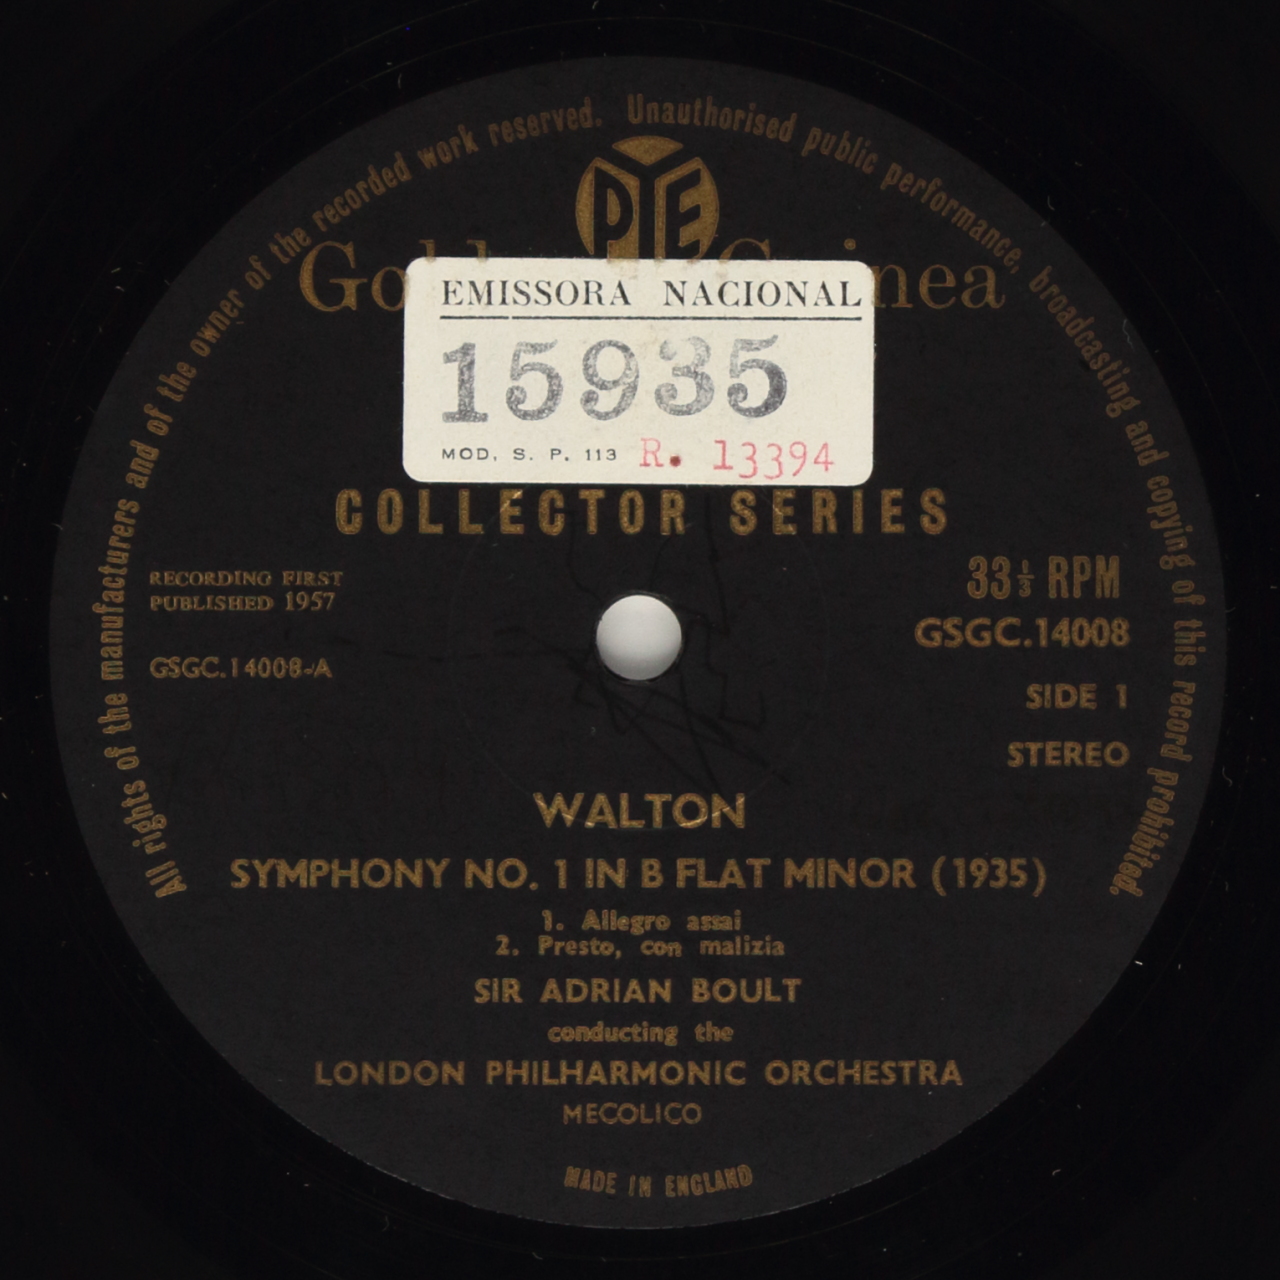 All rights of the manufacturers and of the owner of the recorded work reserved. Unauthorised public performance, broadcasting and copying of this record prohibited.
PYE
EMISSORA NACIONAL
15935
MOD. S. P. 113 R. 13394
COLLECTOR SERIES
RECORDING FIRST
PUBLISHED 1957
GSGC.14008-A
33⅓ RPM
GSGC.14008
SIDE 1
STEREO
WALTON
SYMPHONY NO. 1 IN B FLAT MINOR (1935)
1. Allegro assai
2. Presto, con malizia
SIR ADRIAN BOULT
conducting the
LONDON PHILHARMONIC ORCHESTRA
MECOLICO
MADE IN ENGLAND